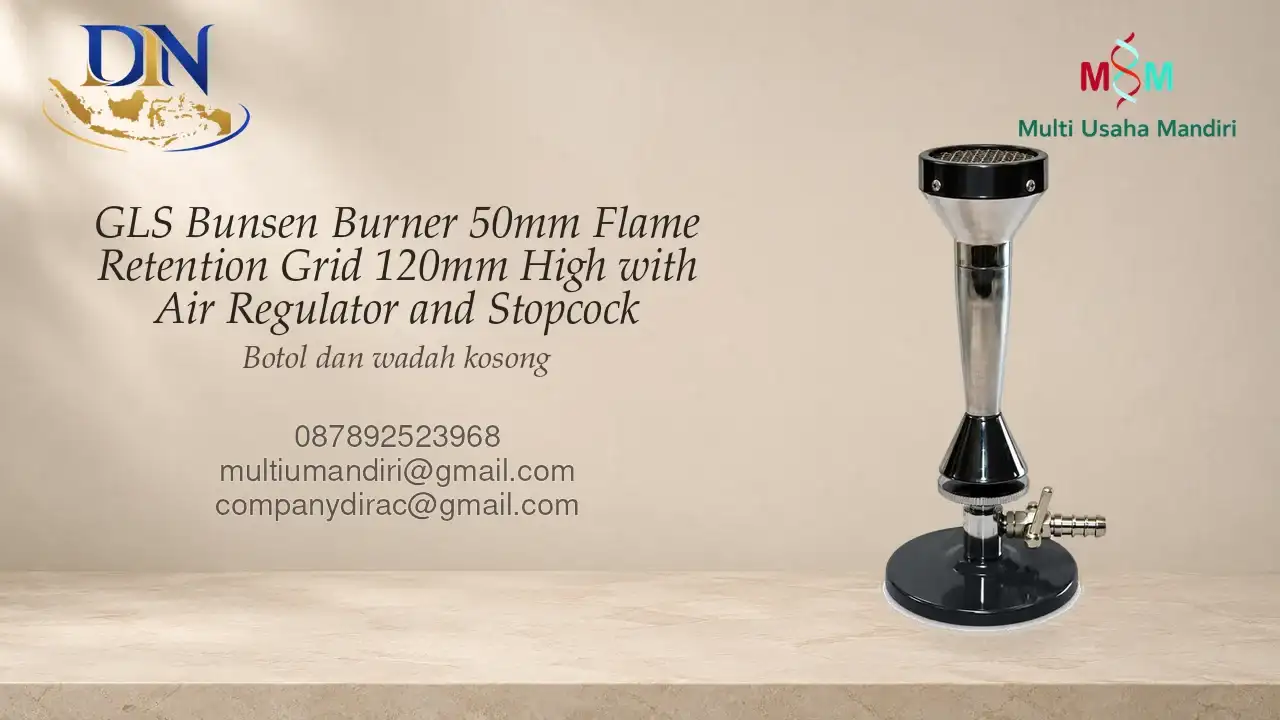 DN
M M
Multi Usaha Mandiri
GLS Bunsen Burner 50mm Flame
Retention Grid 120mm High with
Air Regulator and Stopcock
Botol dan wadah kosong
087892523968
multiumandiri@gmail.com
companydirac@gmail.com